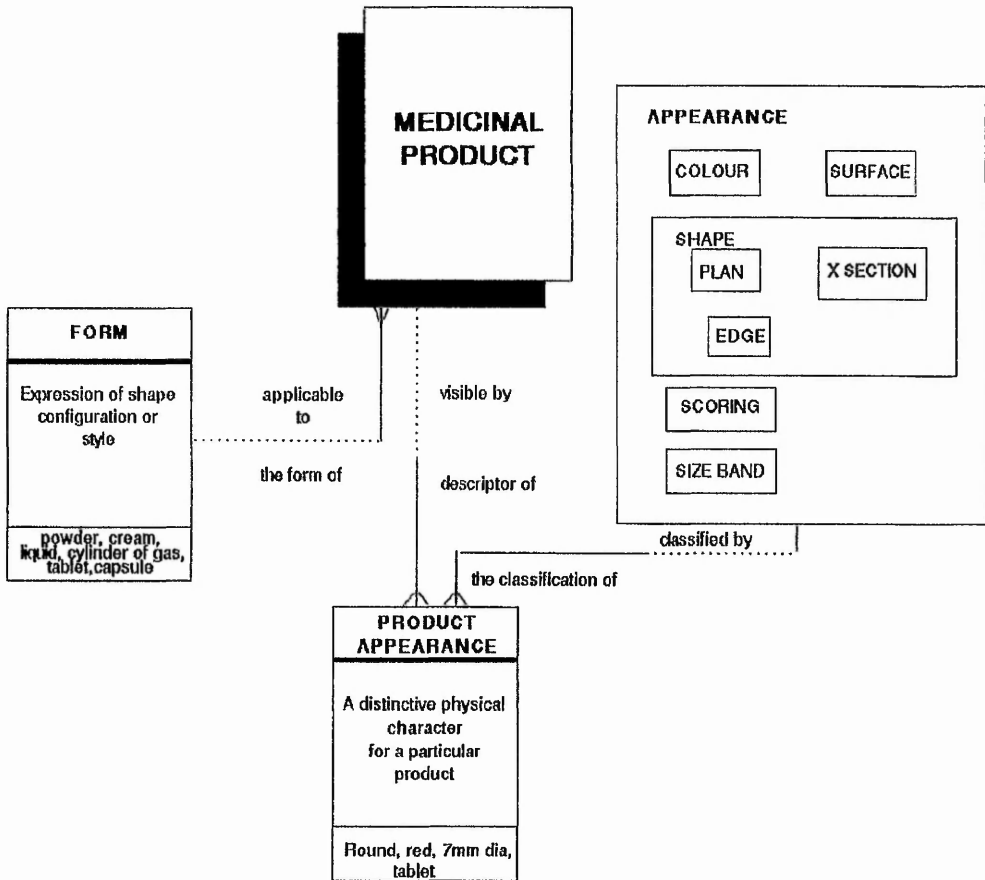 MEDICINAL
PRODUCT
APPEARANCE
COLOUR
SURFACE
SHAPE
PLAN
X SECTION
EDGE
SCORING
SIZE BAND
FORM
Expression of shape
configuration or
style
powder, cream,
liquid, cylinder of gas,
tablet,capsule
applicable
to
the form of
visible by
descriptor of
classified by
the classification of
PRODUCT
APPEARANCE
A distinctive physical
character
for a particular
product
Round, red, 7mm dia,
tablet